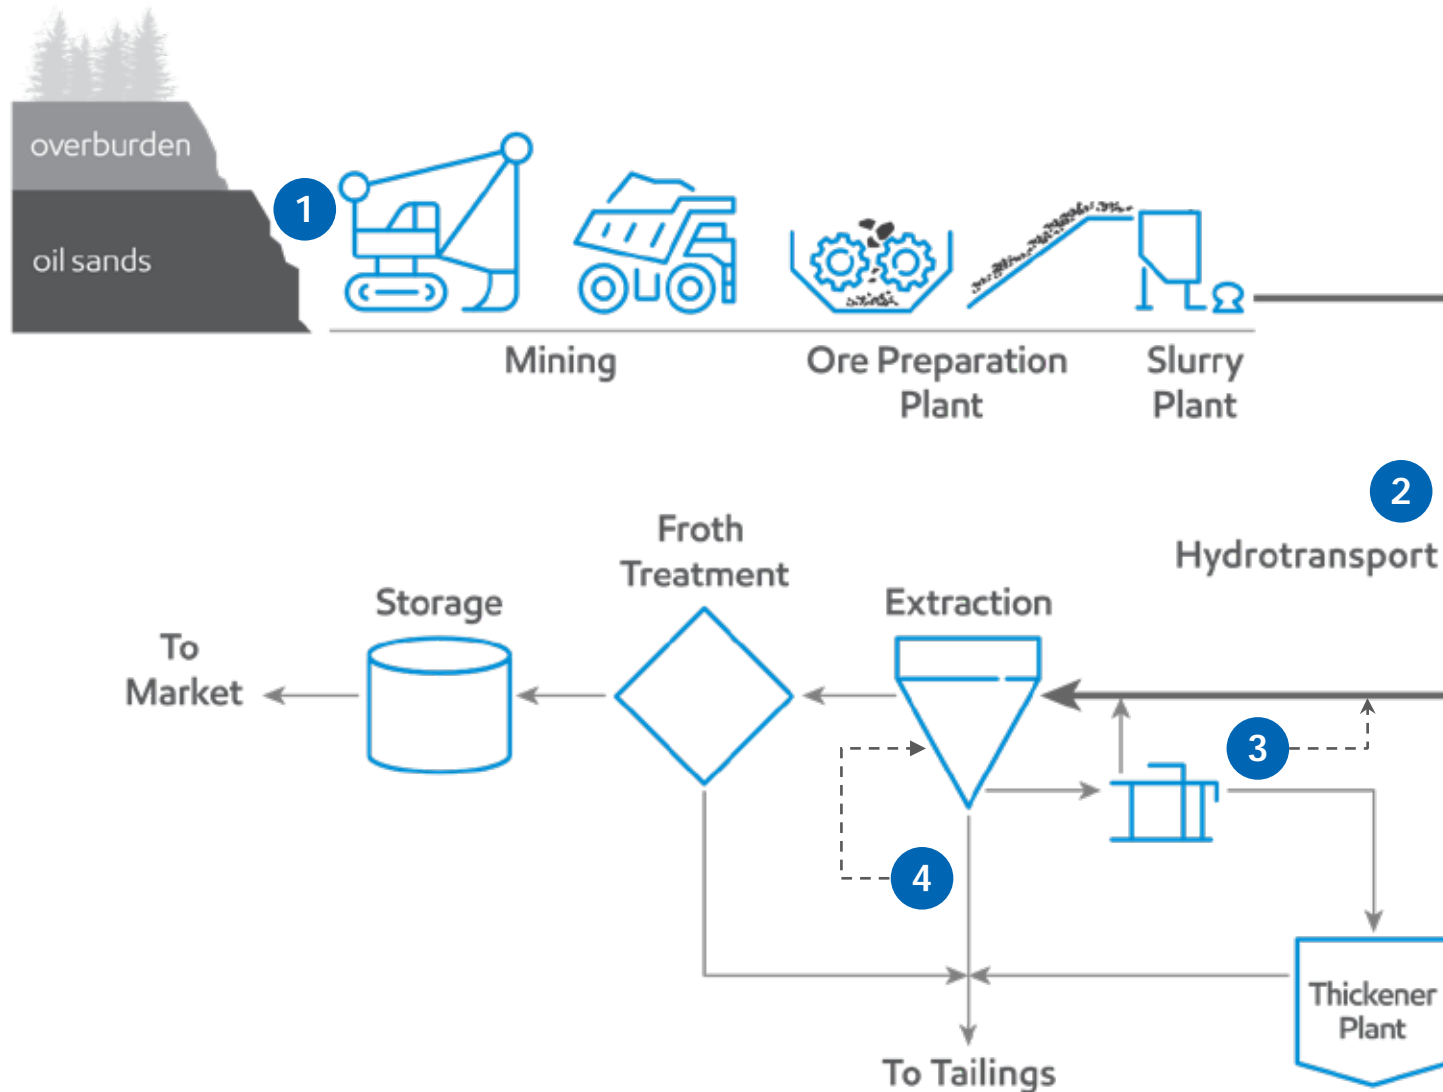 overburden
1
oil sands
Mining
Ore Preparation
Plant
Slurry
Plant
2
Hydrotransport
Froth
Treatment
Storage
Extraction
To
Market
3
4
Thickener
Plant
To Tailings